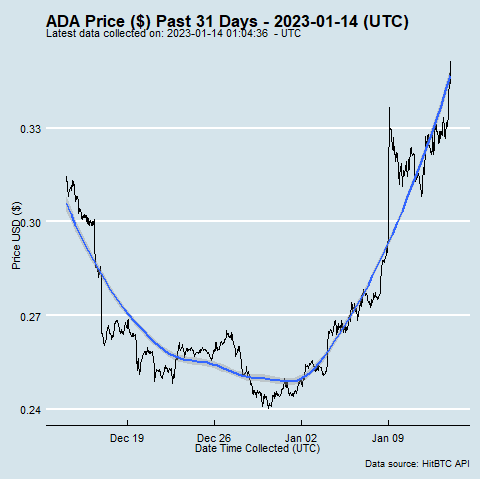 ADA Price ($) Past 31 Days - 2023-01-14 (UTC)
Latest data collected on: 2023-01-14 01:04:36 - UTC
0.33
0.30
0.27
0.24
Price USD ($)
Dec 19
Dec 26
Jan 02
Jan 09
Date Time Collected (UTC)
Data source: HitBTC API